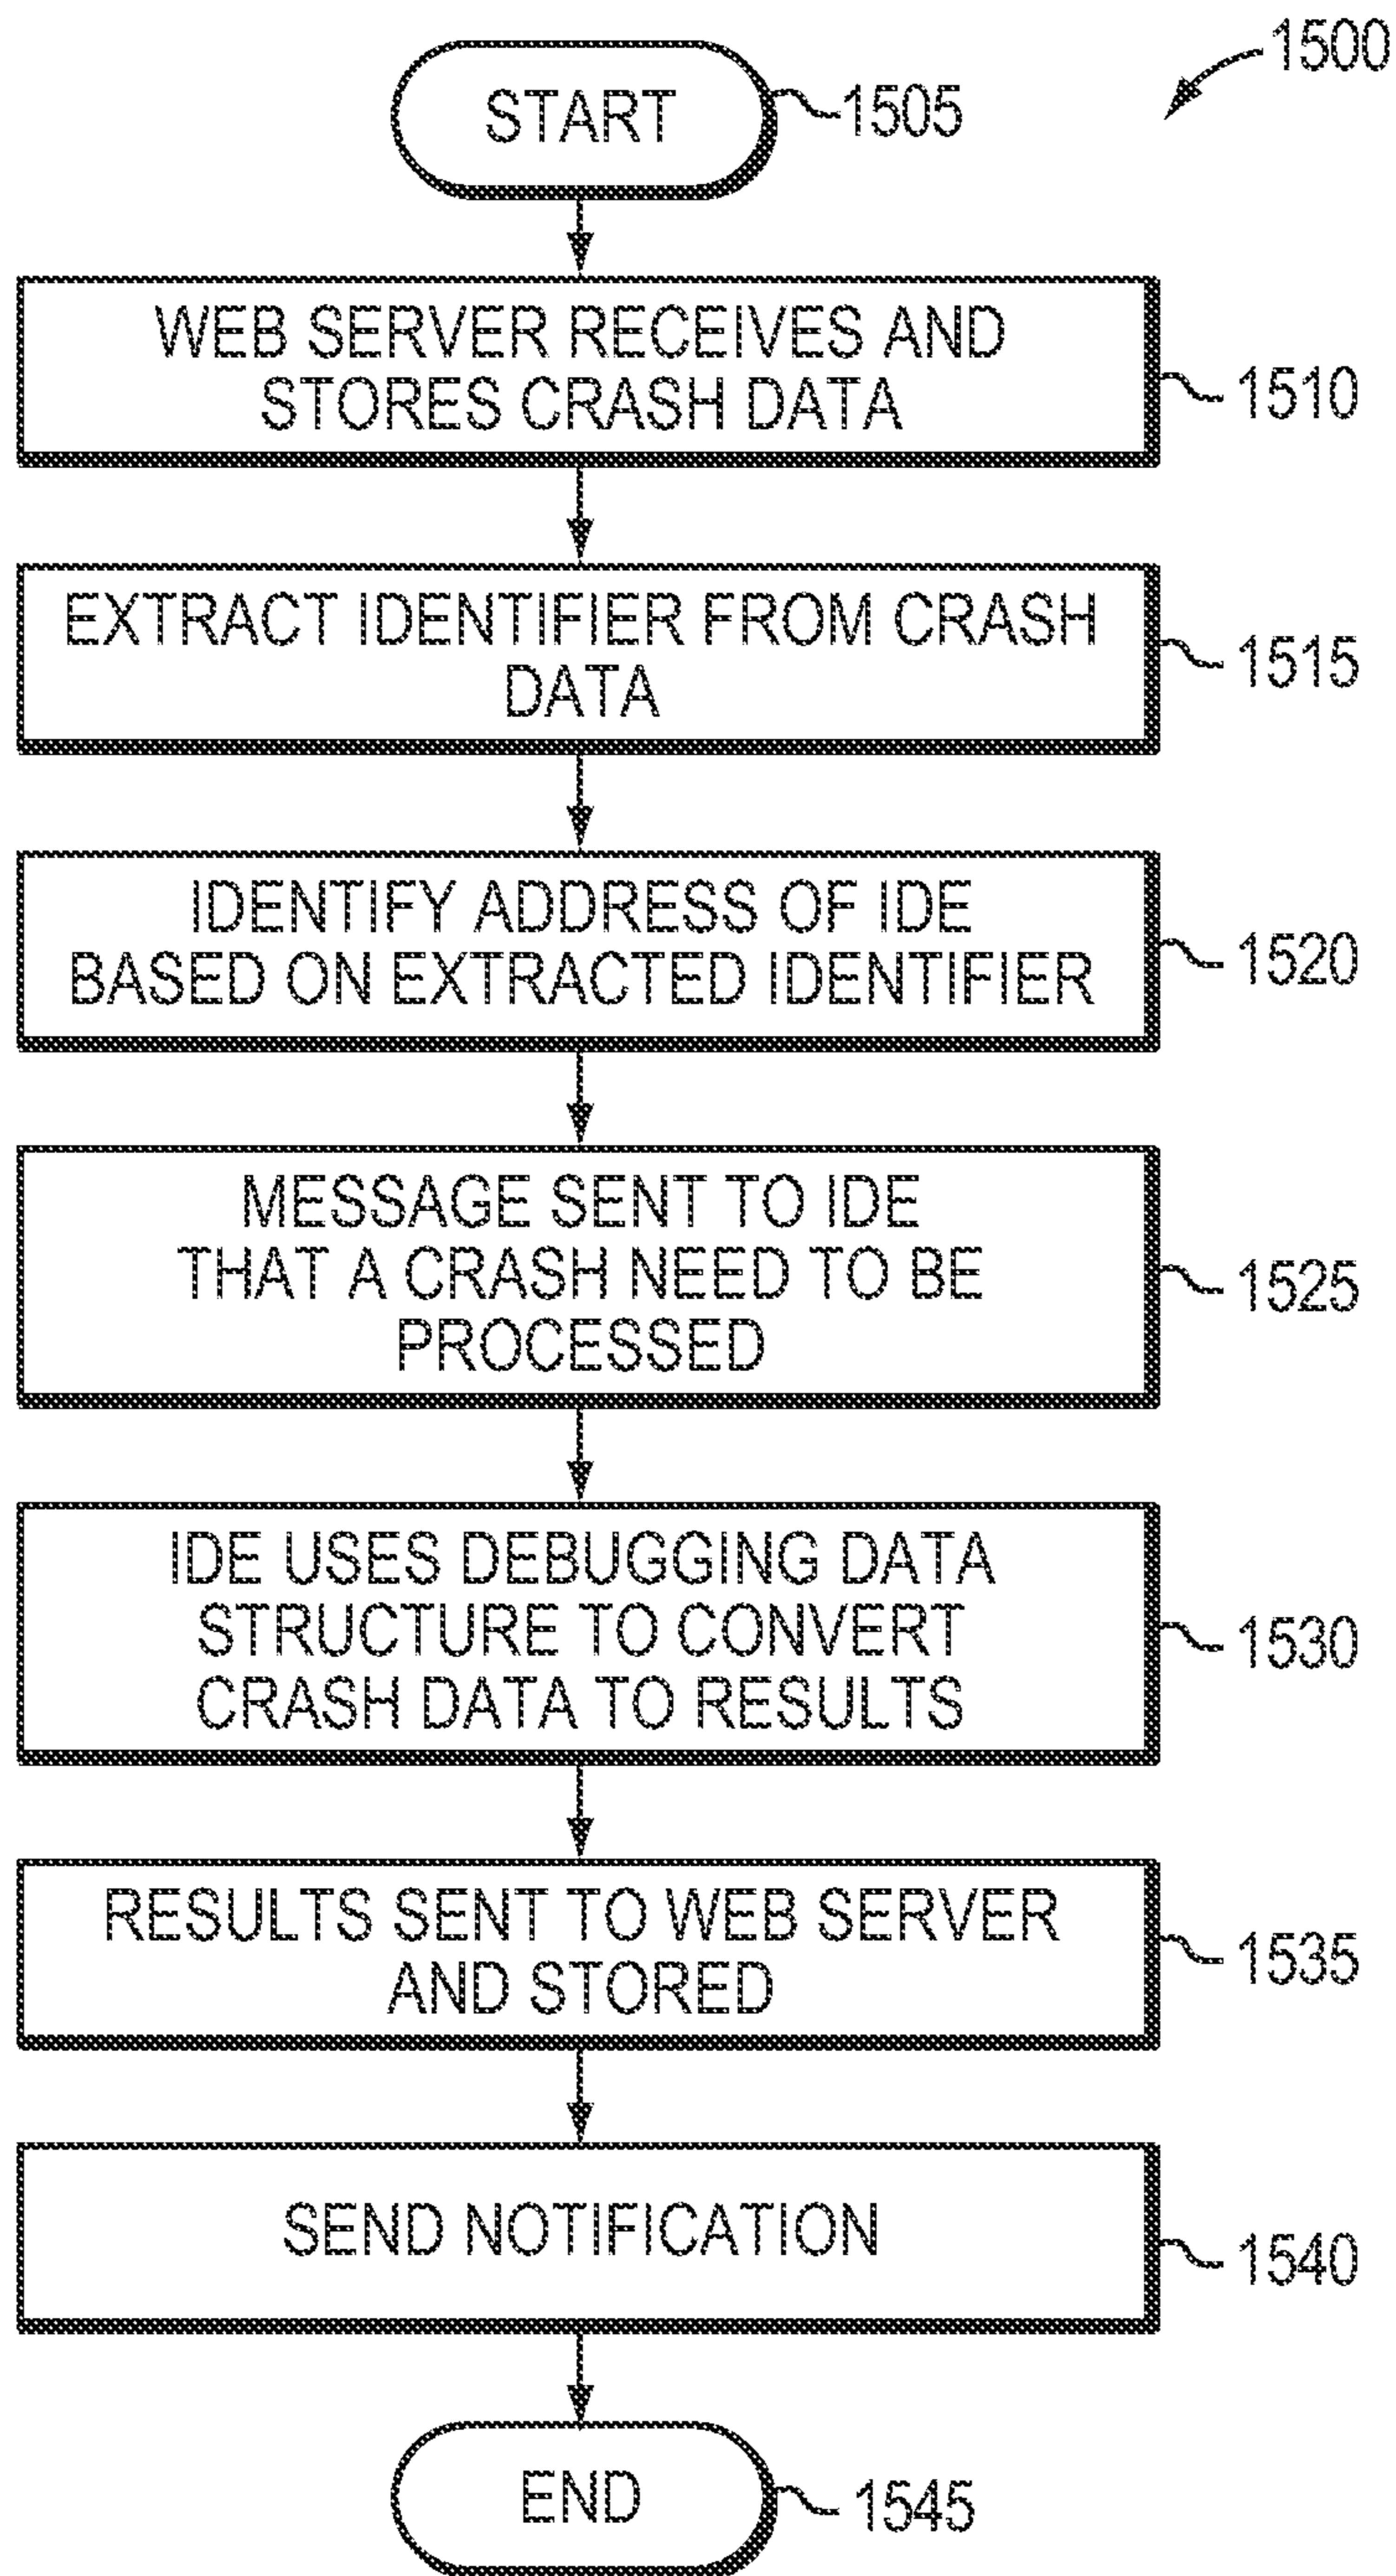 1500
START
1505
WEB SERVER RECEIVES AND
STORES CRASH DATA
1510
EXTRACT IDENTIFIER FROM CRASH
DATA
1515
IDENTIFY ADDRESS OF IDE
BASED ON EXTRACTED IDENTIFIER
1520
MESSAGE SENT TO IDE
THAT A CRASH NEED TO BE
PROCESSED
1525
IDE USES DEBUGGING DATA
STRUCTURE TO CONVERT
CRASH DATA TO RESULTS
1530
RESULTS SENT TO WEB SERVER
AND STORED
1535
SEND NOTIFICATION
1540
END
1545